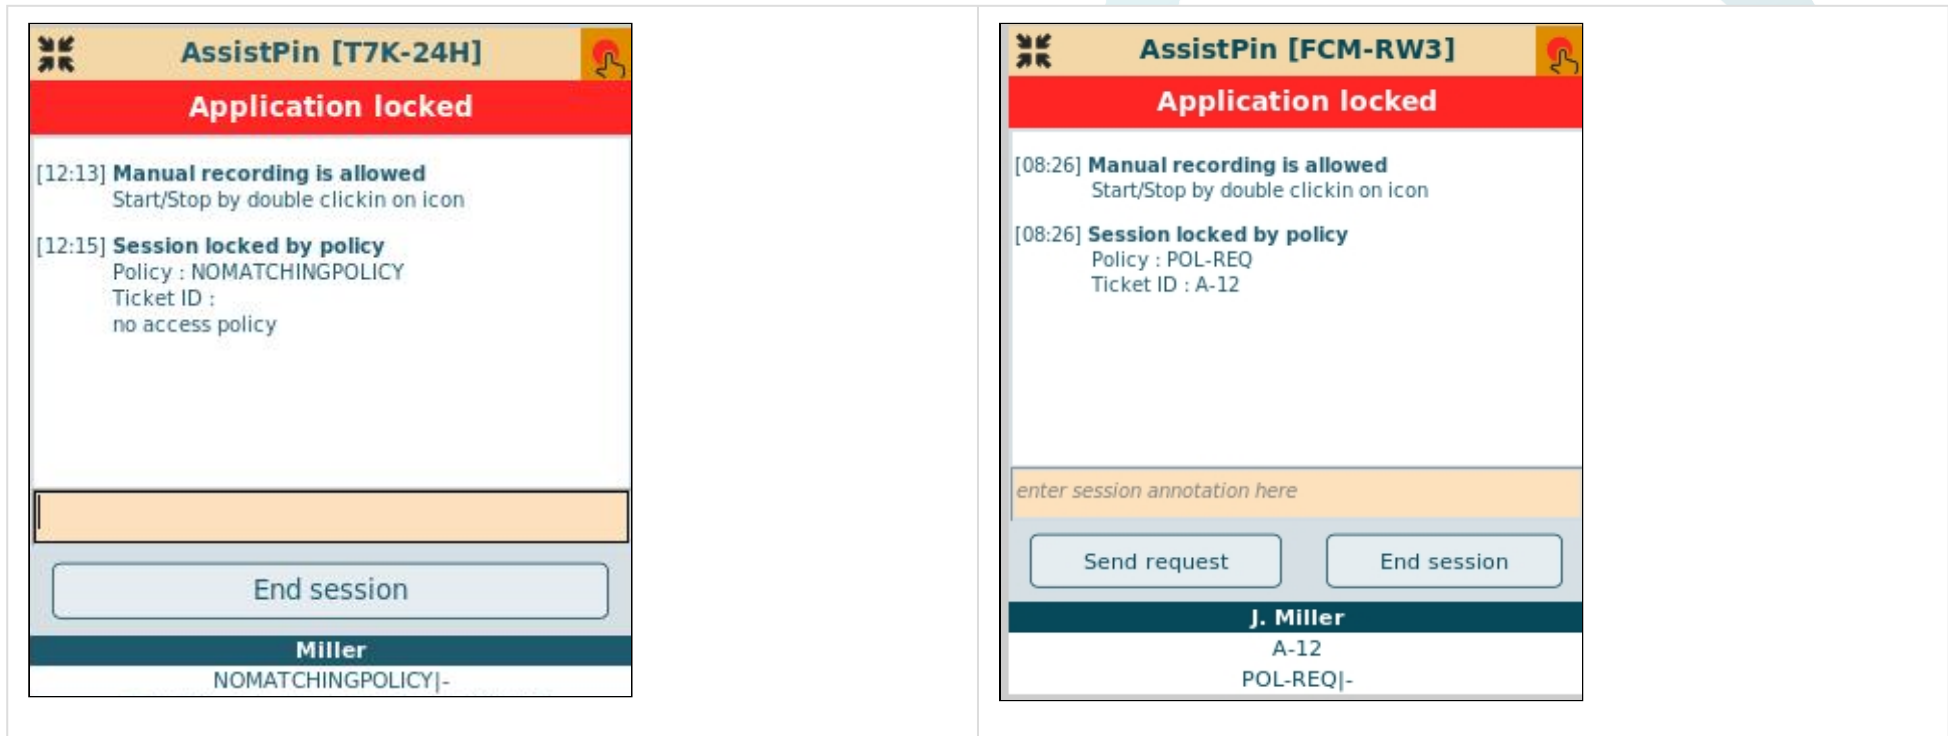 AssistPin [T7K-24H]
Application locked
[12:13] Manual recording is allowed
Start/Stop by double clickin on icon
[12:15] Session locked by policy
Policy : NOMATCHINGPOLICY
Ticket ID :
no access policy
End session
Miller
NOMATCHINGPOLICY|-
AssistPin [FCM-RW3]
Application locked
[08:26] Manual recording is allowed
Start/Stop by double clickin on icon
[08:26] Session locked by policy
Policy : POL-REQ
Ticket ID : A-12
enter session annotation here
Send request
End session
J. Miller
A-12
POL-REQ|-